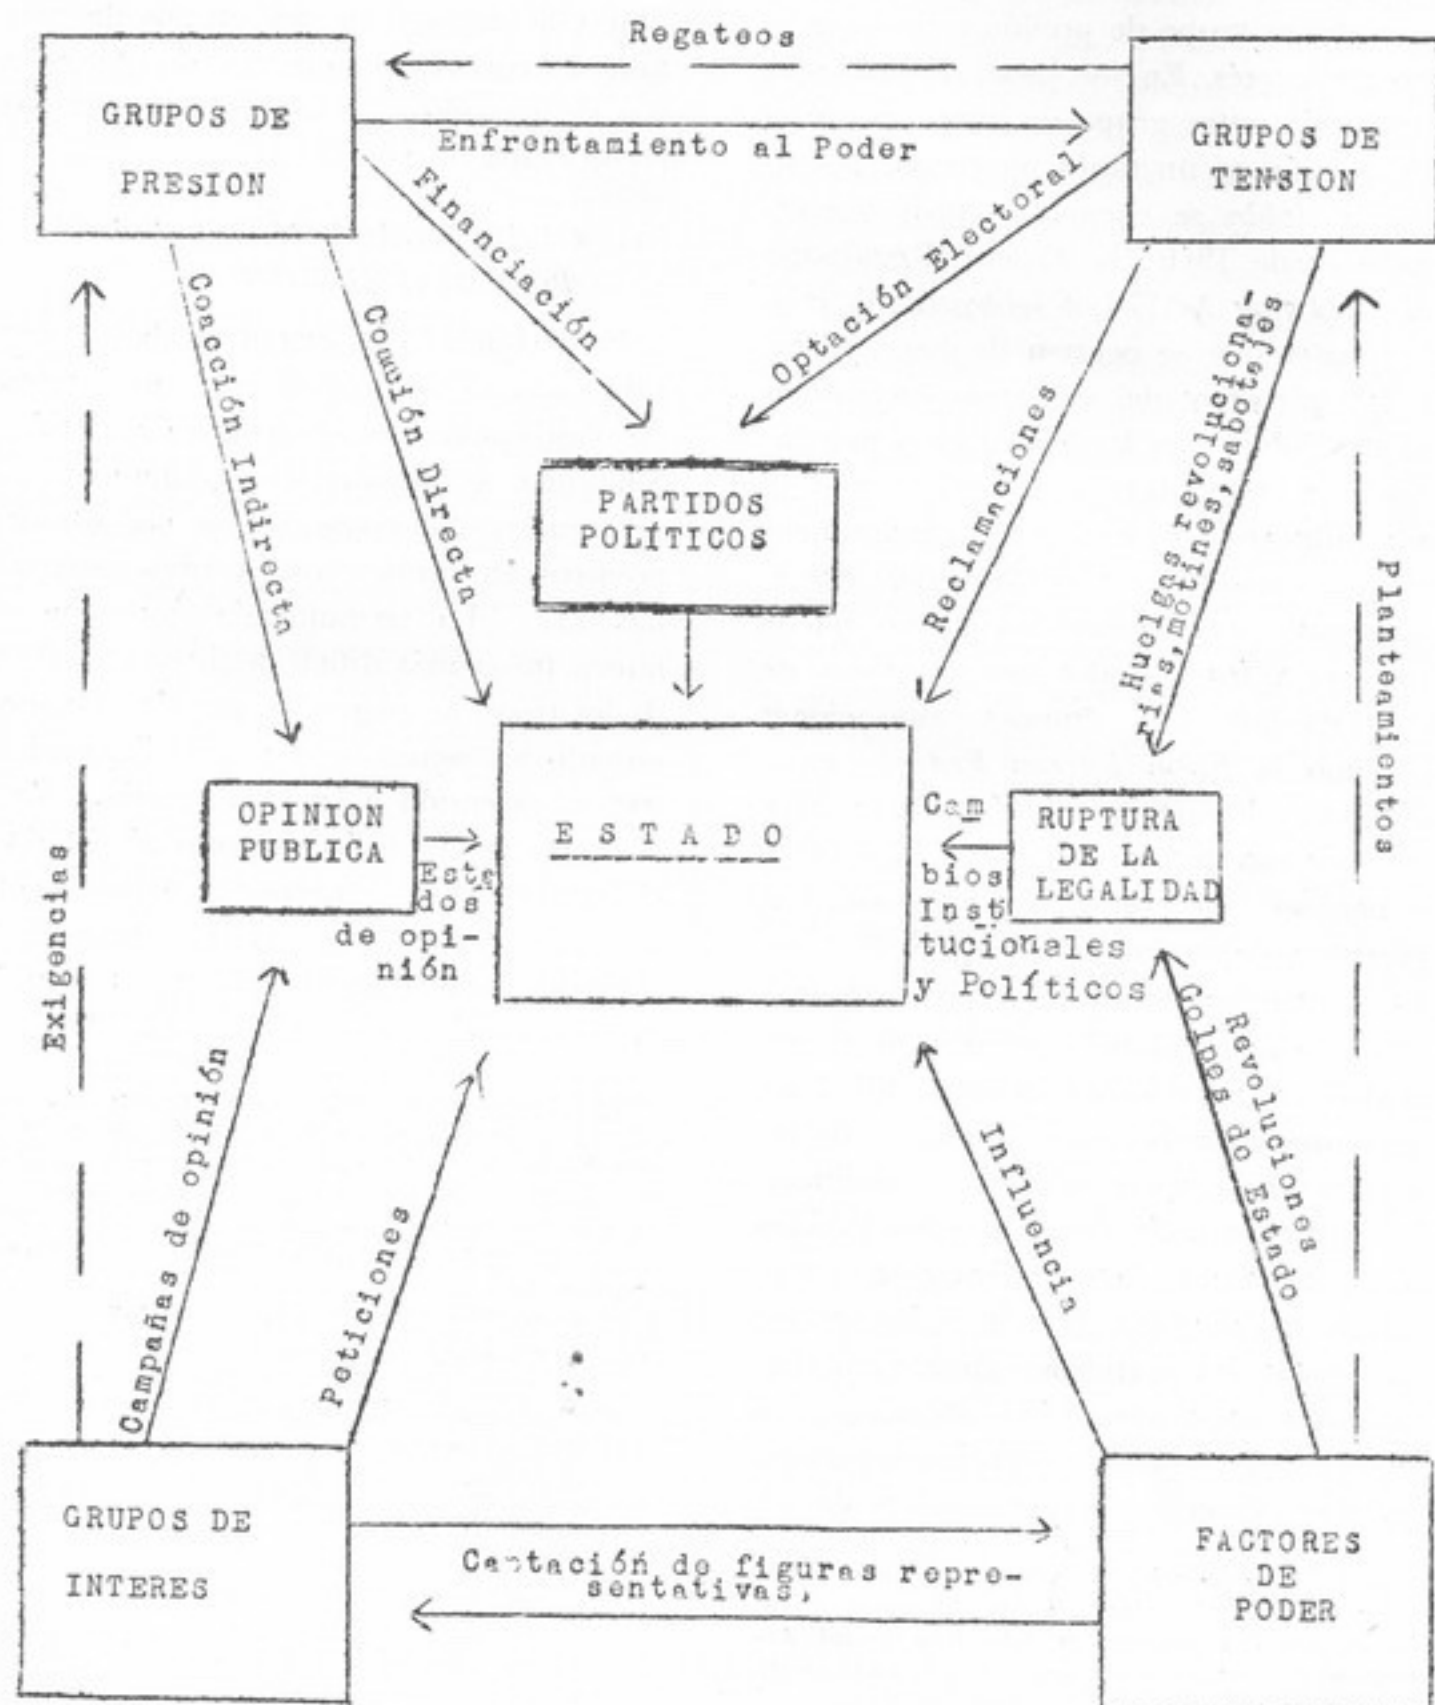 Regateos
GRUPOS DE
PRESION
Enfrentamiento al Poder
GRUPOS DE
TENSION
Financiación
Optación Electoral
Coacción Indirecta
Directa
Reclamaciones
Huelgas revoluciona-
rias, motines, sabotejes
PARTIDOS
POLÍTICOS
Exigencias
Planteamientos
OPINION
PUBLICA
Esta
dos
de opi-
nión
E S T A D O
Cam
bios
Inst
tucionales
y Políticos
RUPTURA
DE LA
LEGALIDAD
Campañas de opinión
Peticiones
Influencia
Revoluciones
Golpes de Estado
GRUPOS DE
INTERES
Captación de figuras repre-
sentativas.
FACTORES
DE
PODER